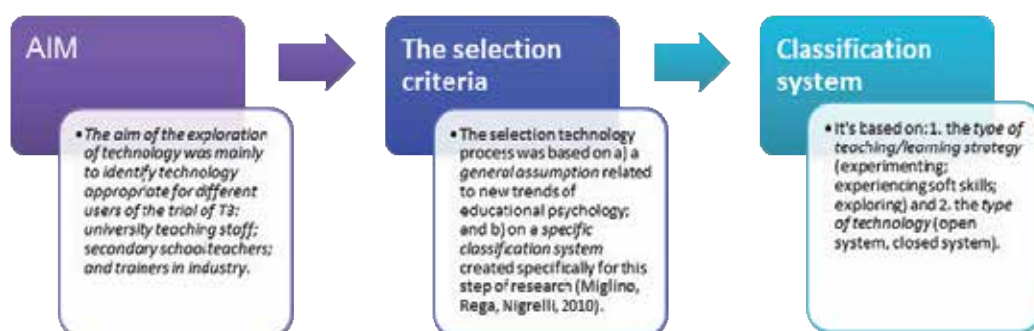 AIM
• The aim of the exploration
of technology was mainly
to identify technology
appropriate for different
users of the trial of T3:
university teaching staff;
secondary school teachers;
and trainers in industry.
The selection
criteria
• The selection technology
process was based on a) a
general assumption related
to new trends of
educational psychology;
and b) on a specific
classification system
created specifically for this
step of research (Miglino,
Rega, Nigrelli, 2010).
Classification
system
• It's based on: 1. the type of
teaching/learning strategy
(experimenting;
experiencing soft skills;
exploring) and 2. the type
of technology (open
system, closed system).